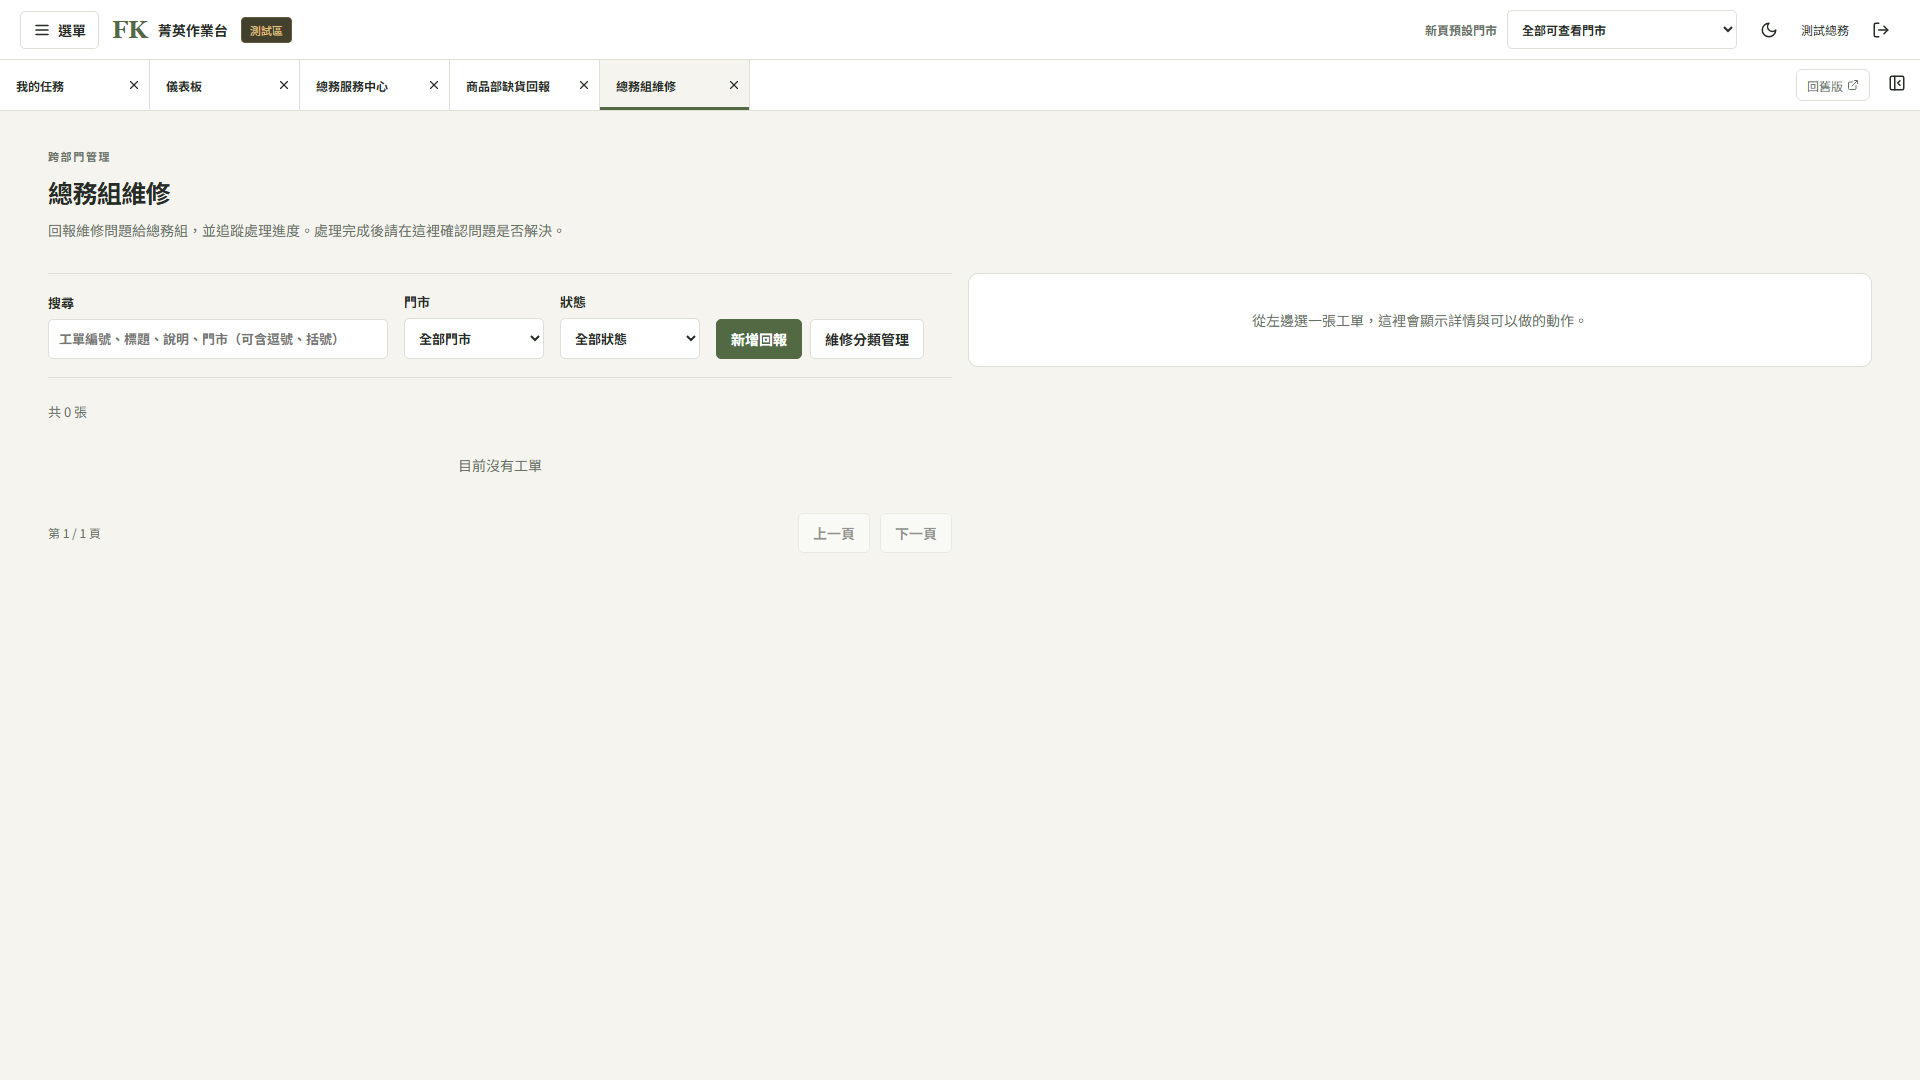 選單
FK 菁英作業台 測試區
新頁預設門市 全部可查看門市 測試總務
我的任務 儀表板 總務服務中心 商品部缺貨回報 總務組維修 回舊版
跨部門管理
總務組維修
回報維修問題給總務組，並追蹤處理進度。處理完成後請在這裡確認問題是否解決。
搜尋 門市 狀態
工單編號、標題、說明、門市（可含逗號、括號） 全部門市 全部狀態 新增回報 維修分類管理
從左邊選一張工單，這裡會顯示詳情與可以做的動作。
共 0 張
目前沒有工單
第 1 / 1 頁 上一頁 下一頁